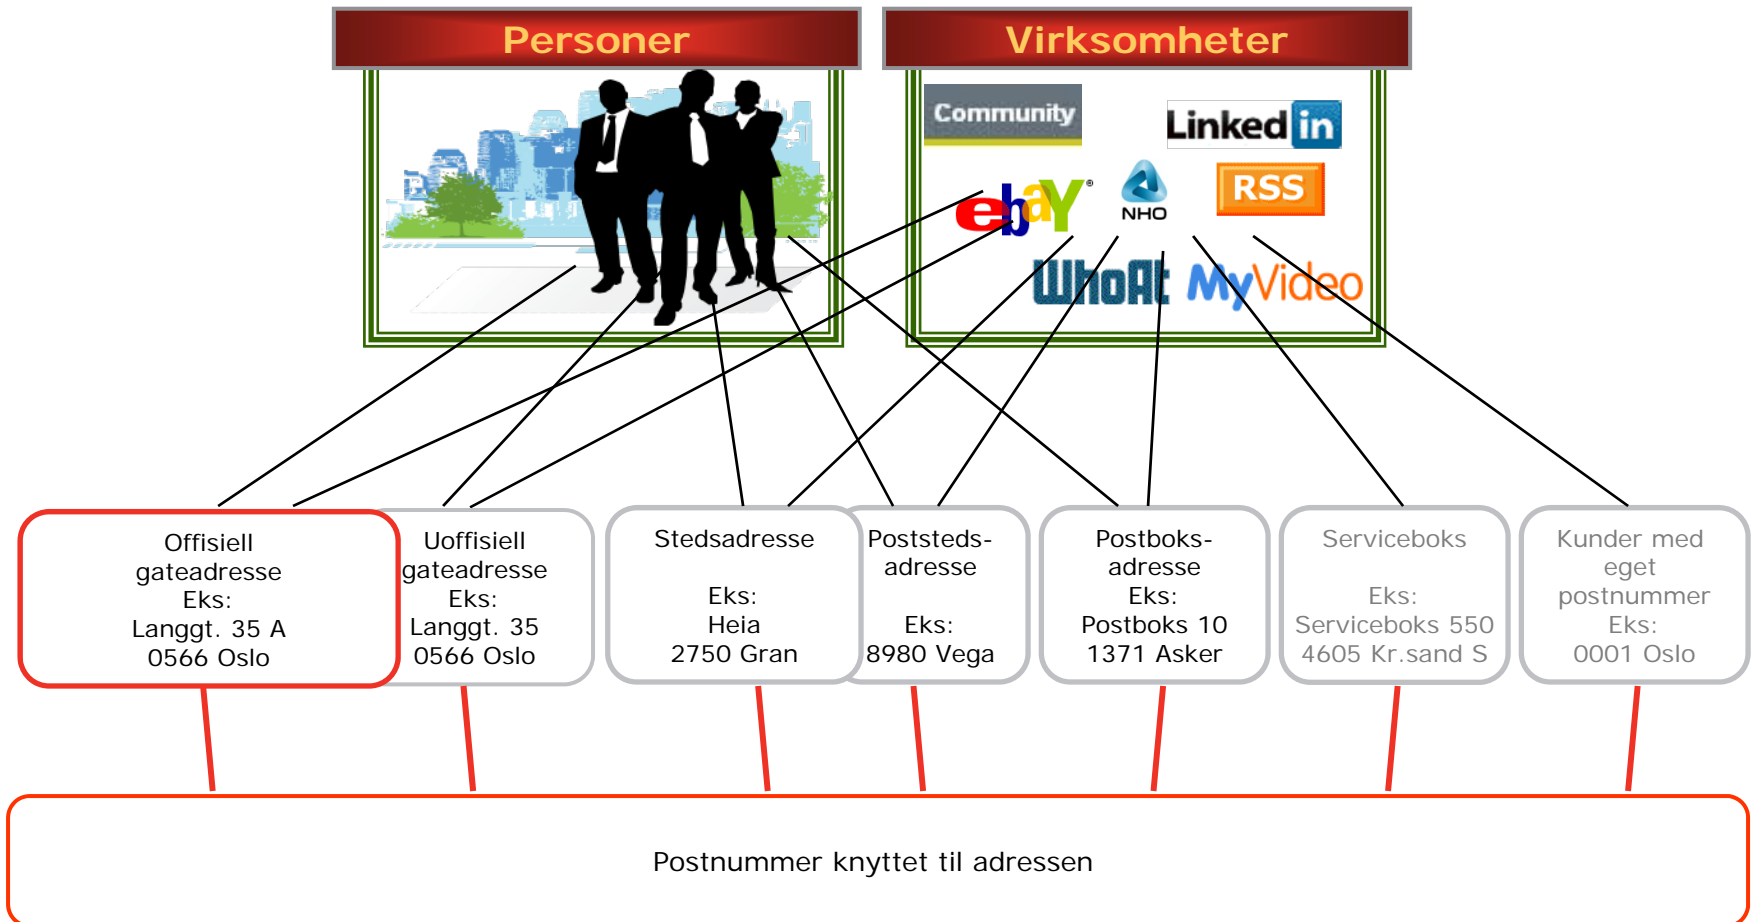 Personer
Virksomheter
Community
Linked in
ebaY®
NHO
RSS
WhoAt
MyVideo
Offisiell
gateadresse
Eks:
Langgt. 35 A
0566 Oslo
Uoffisiell
gateadresse
Eks:
Langgt. 35
0566 Oslo
Stedsadresse
Eks:
Heia
2750 Gran
Poststeds-
adresse
Eks:
8980 Vega
Postboks-
adresse
Eks:
Postboks 10
1371 Asker
Serviceboks
Eks:
Serviceboks 550
4605 Kr.sand S
Kunder med
eget
postnummer
Eks:
0001 Oslo
Postnummer knyttet til adressen